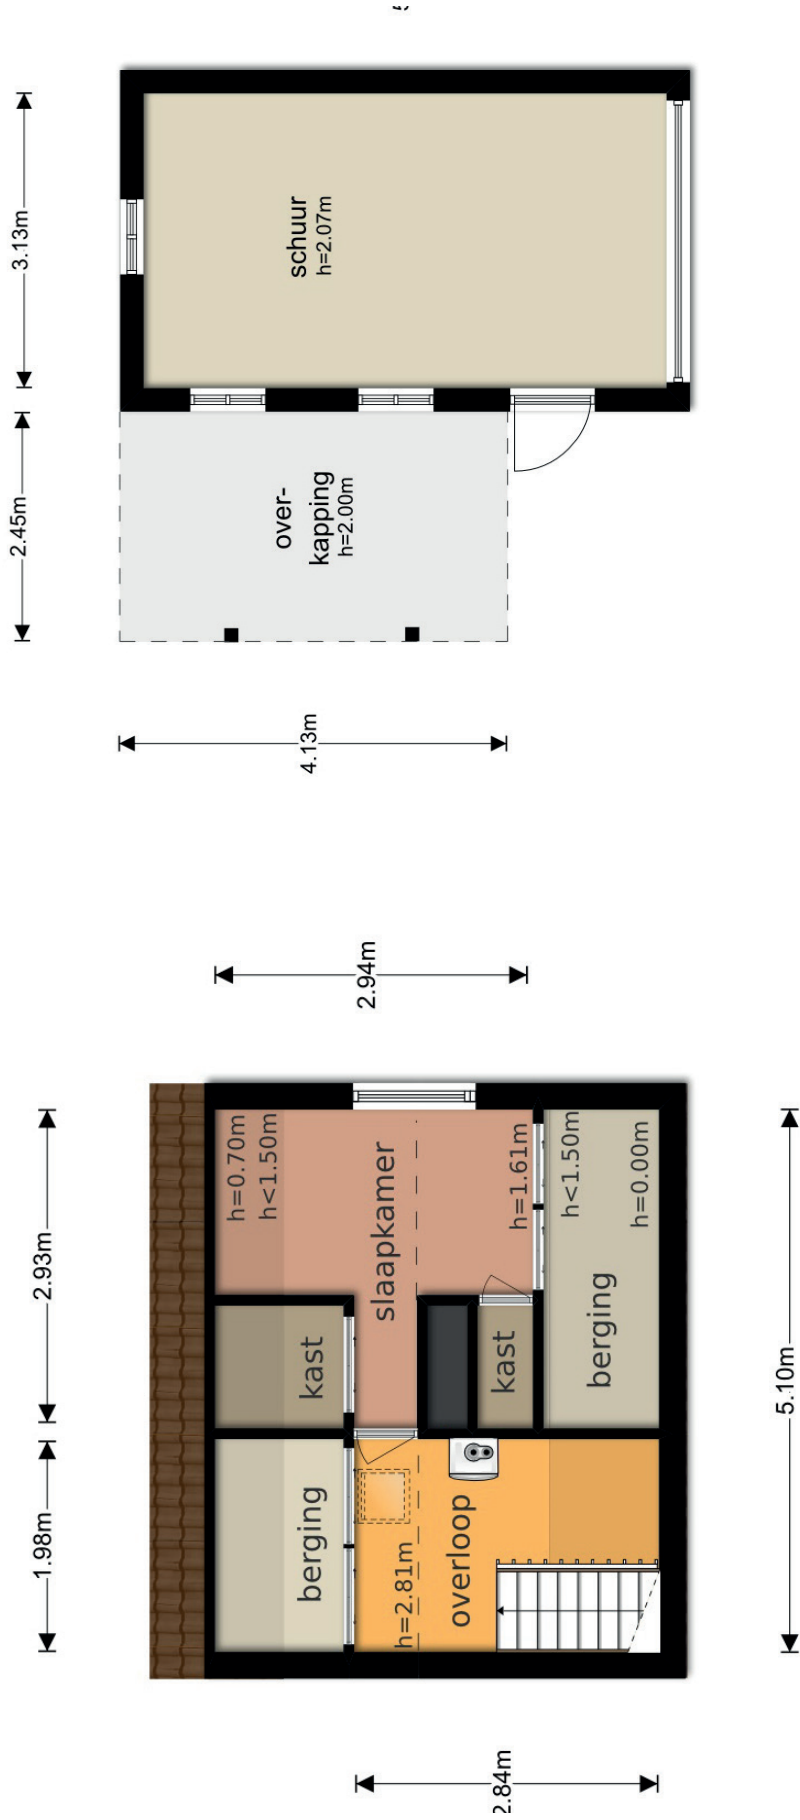 3.13m
schuur
h=2.07m
2.45m
over-
kapping
h=2.00m
4.13m
2.94m
h=0.70m
h<1.50m
slaapkamer
h=1.61m
h<1.50m
h=0.00m
2.93m
kast
kast
berging
5.10m
1.98m
berging
h=2.81m
overloop
2.84m